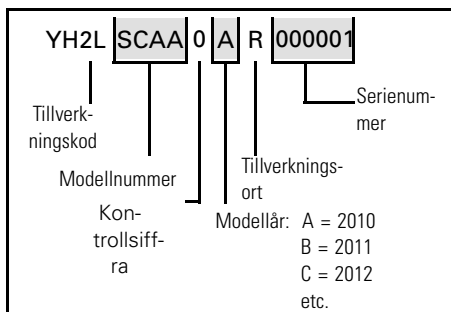 YH2L SCAA 0 A R 000001
Tillverk-
ningskod
Serienum-
mer
Modellnummer
Tillverknings-
ort
Kon-
trollsiff-
ra
Modellår: A = 2010
B = 2011
C = 2012
etc.